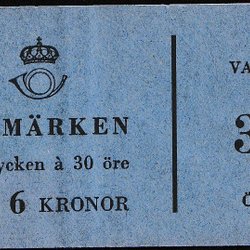 MÄRKEN
ycken à 30 öre
6 KRONOR
VA
3
Ö